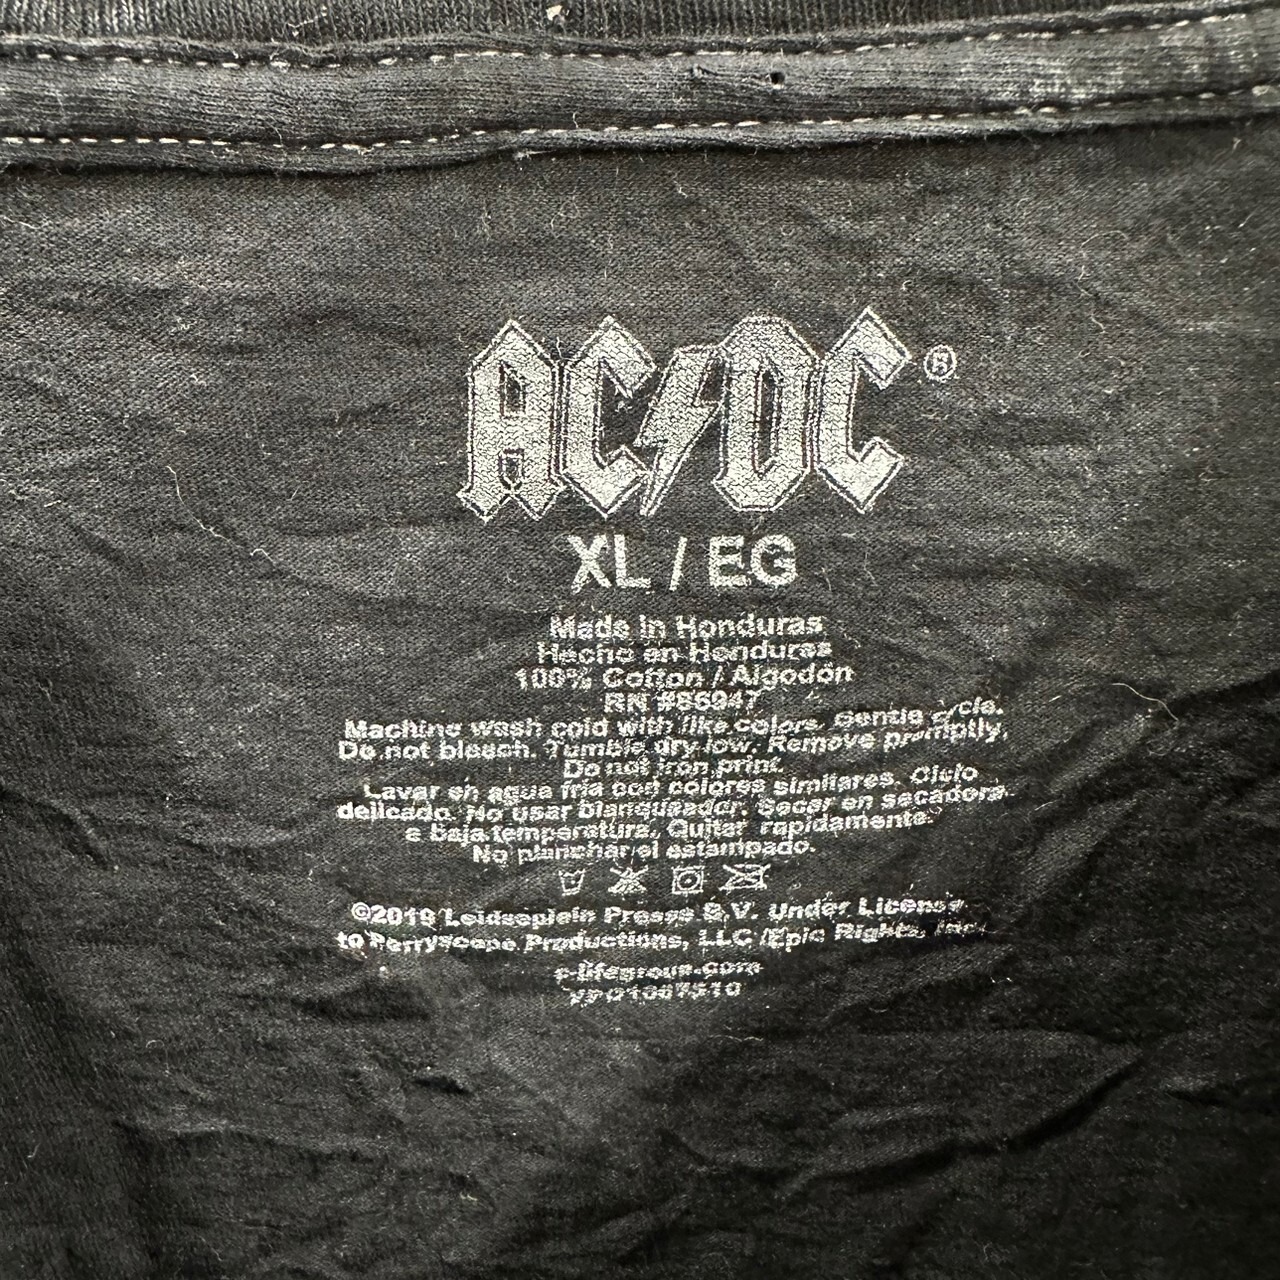 AC/DC®
XL / EG
Made in Honduras
Hecho en Honduras
100% Cotton / Algodón
RN #86947
Machine wash cold with like colors. Gentle cycle.
Do not bleach. Tumble dry low. Remove promptly.
Do not iron print.
Lavar en agua fria con colores similares. Ciclo
delicado. No usar blanqueador. Secar en secadora
a baja temperatura. Quitar rapidamente.
No planchar el estampado.
©2019 Leidseplein Presse B.V. Under License
to Perryscope Productions, LLC /Epic Rights, Inc.
c-lifegroup.com